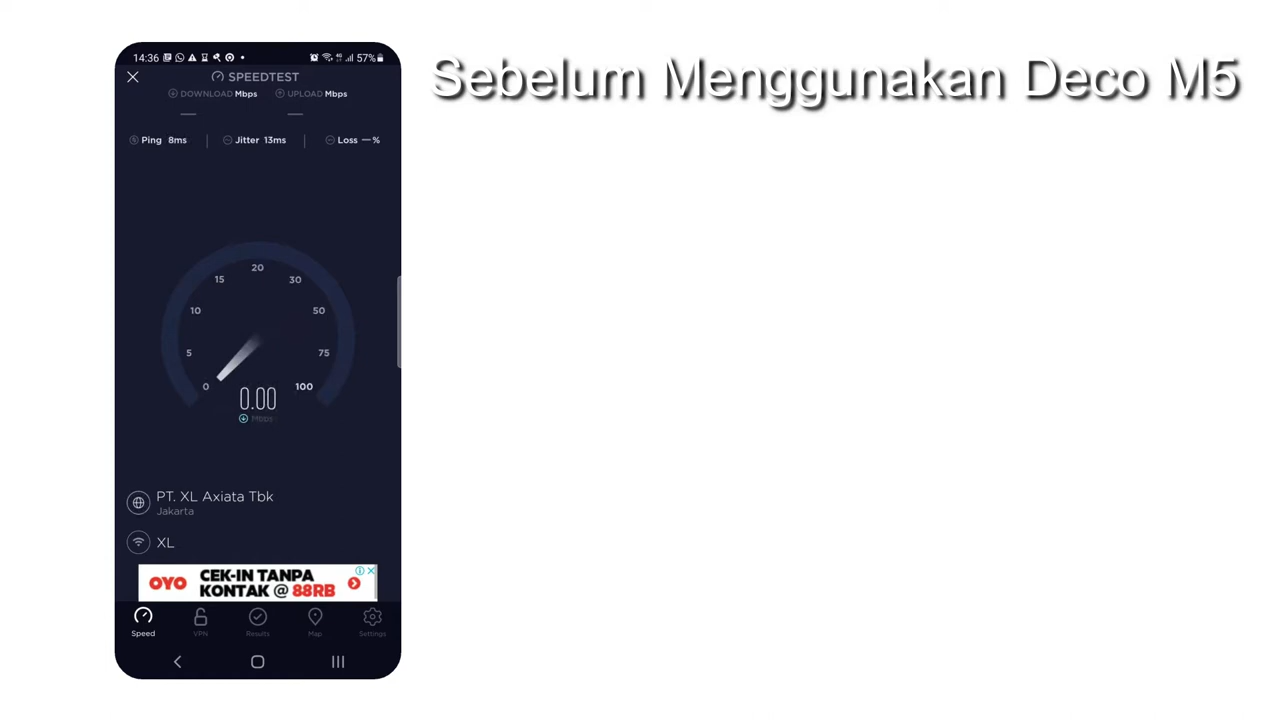 Sebelum Menggunakan Deco M5
14:36 57%
SPEEDTEST
DOWNLOAD Mbps UPLOAD Mbps
Ping 8ms Jitter 13ms Loss —%
20
15 30
10 50
5 75
0 100
0.00
Mbps
PT. XL Axiata Tbk
Jakarta
XL
OYO CEK-IN TANPA
KONTAK @ 88RB
Speed VPN Results Map Settings